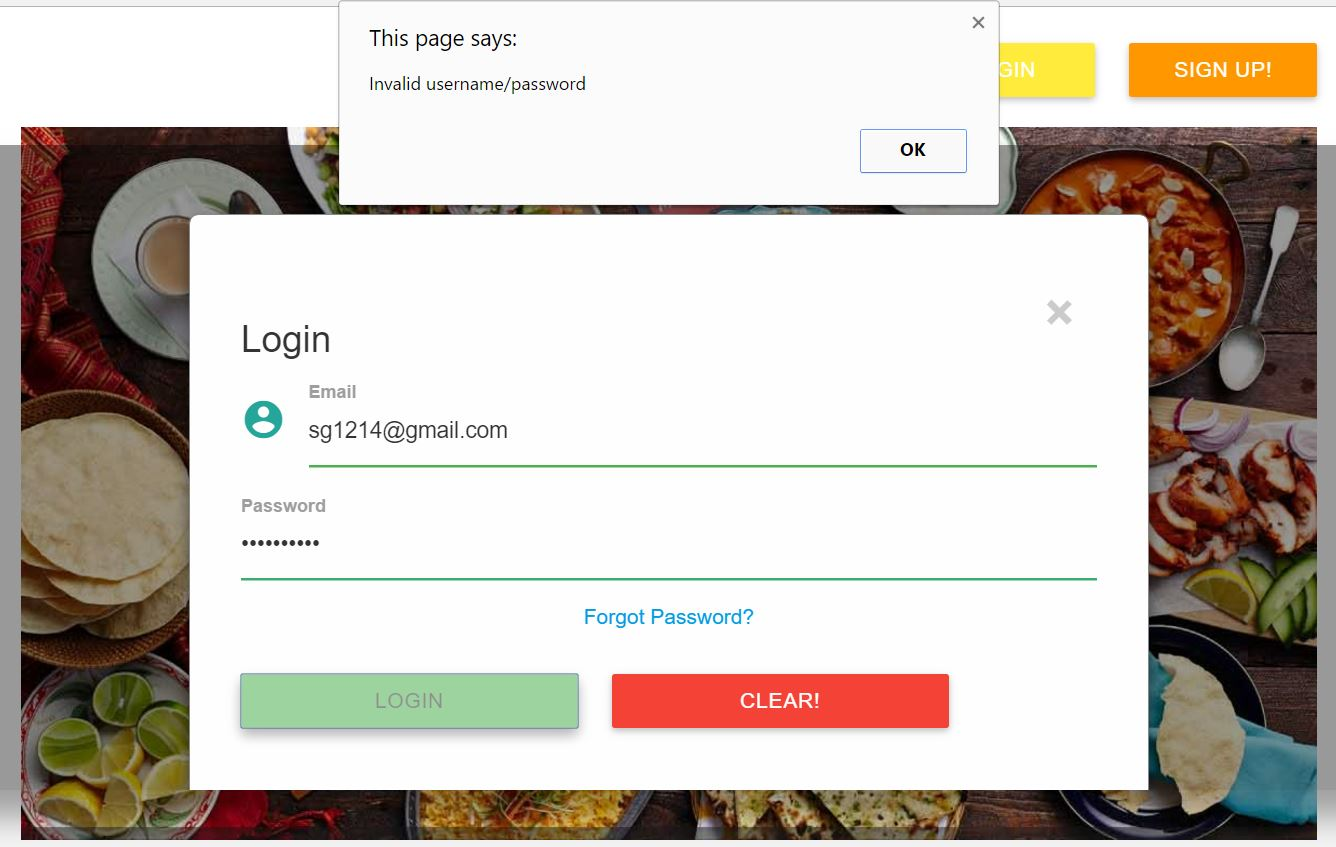 This page says:
Invalid username/password
OK
GIN
SIGN UP!
Login
Email
sg1214@gmail.com
Password
••••••••••
Forgot Password?
LOGIN
CLEAR!